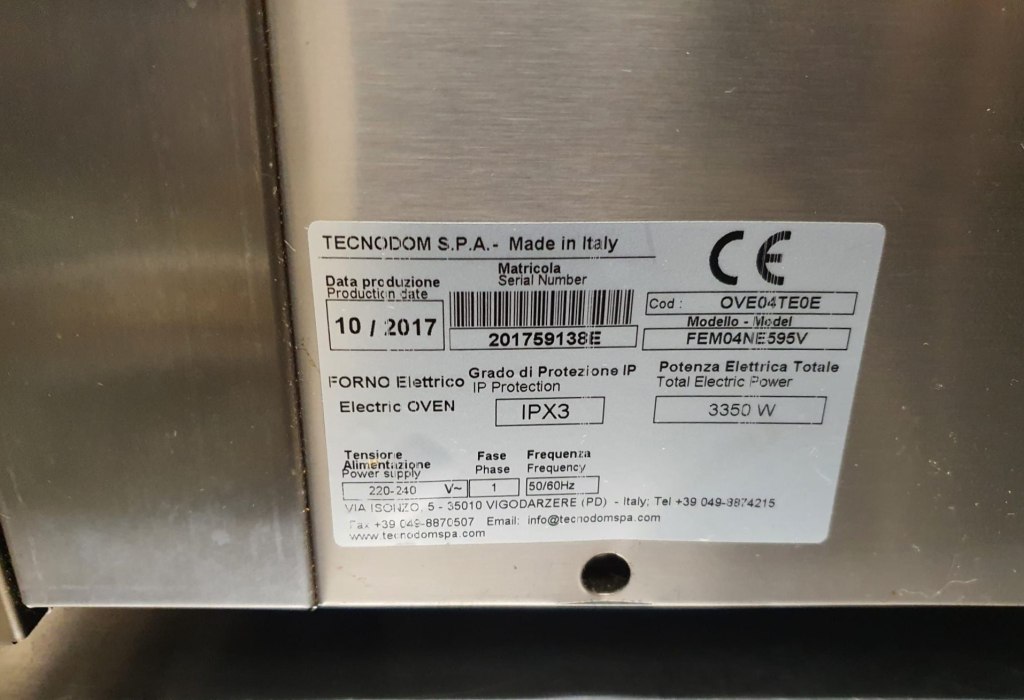 TECNODOM S.P.A.- Made in Italy
CE
Data produzione
Production date
10 / 2017
Matricola
Serial Number
201759138E
Cod : OVE04TE0E
Modello - Model
FEM04NE595V
FORNO Elettrico
Electric OVEN
Grado di Protezione IP
IP Protection
IPX3
Potenza Elettrica Totale
Total Electric Power
3350 W
Tensione
Alimentazione
Power supply
220-240 V~
Fase
Phase
1
Frequenza
Frequency
50/60Hz
VIA ISONZO, 5 - 35010 VIGODARZERE (PD) - Italy; Tel +39 049-8874215
Fax +39 049-8870507 Email: info@tecnodomspa.com
www.tecnodomspa.com